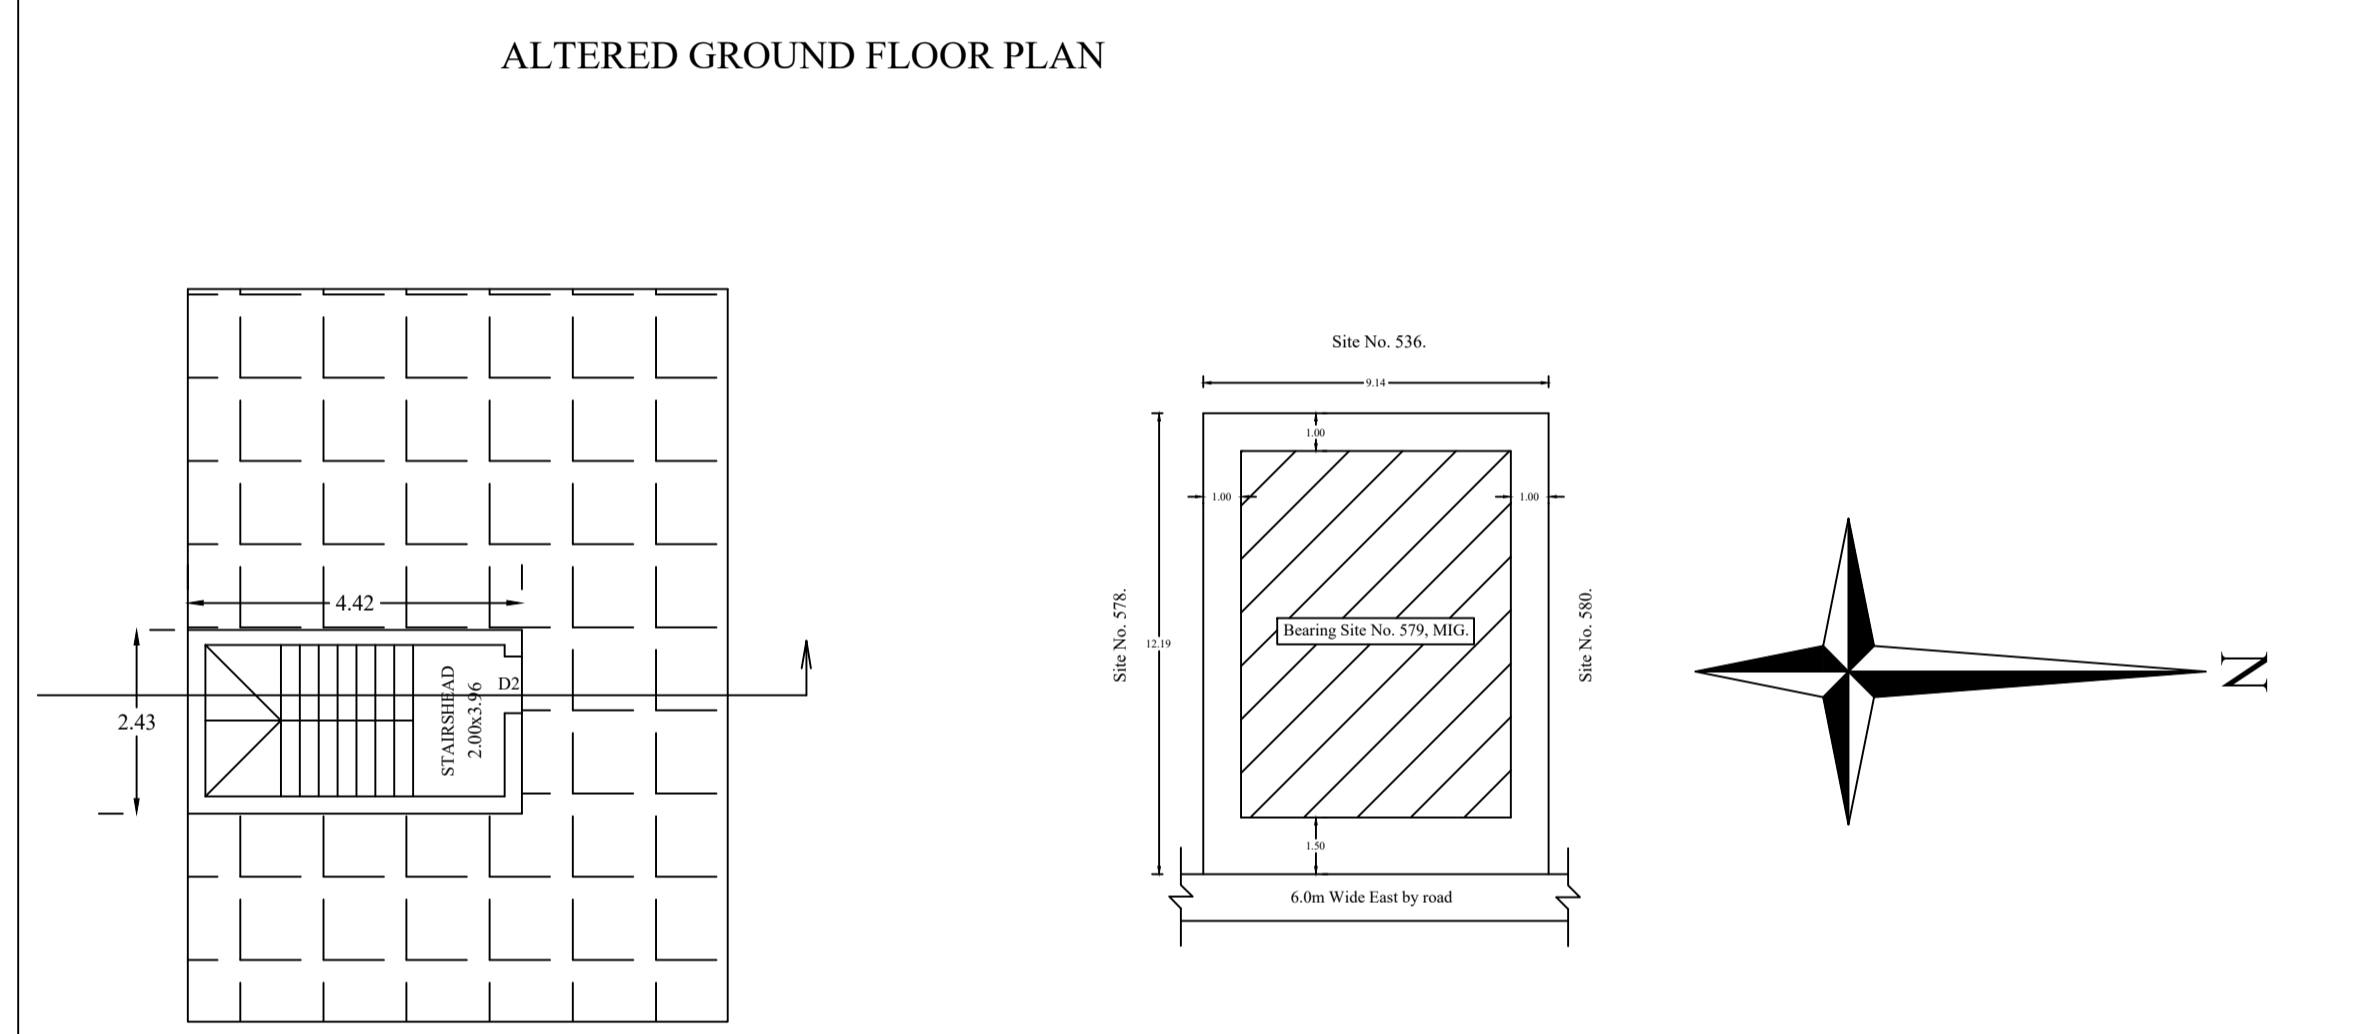 ALTERED GROUND FLOOR PLAN
4.42
2.43
STAIRSHEAD
2.00x3.96
D2
Site No. 536.
9.14
1.00
1.00
1.00
Site No. 578.
12.19
Bearing Site No. 579, MIG.
Site No. 580.
1.50
6.0m Wide East by road
N